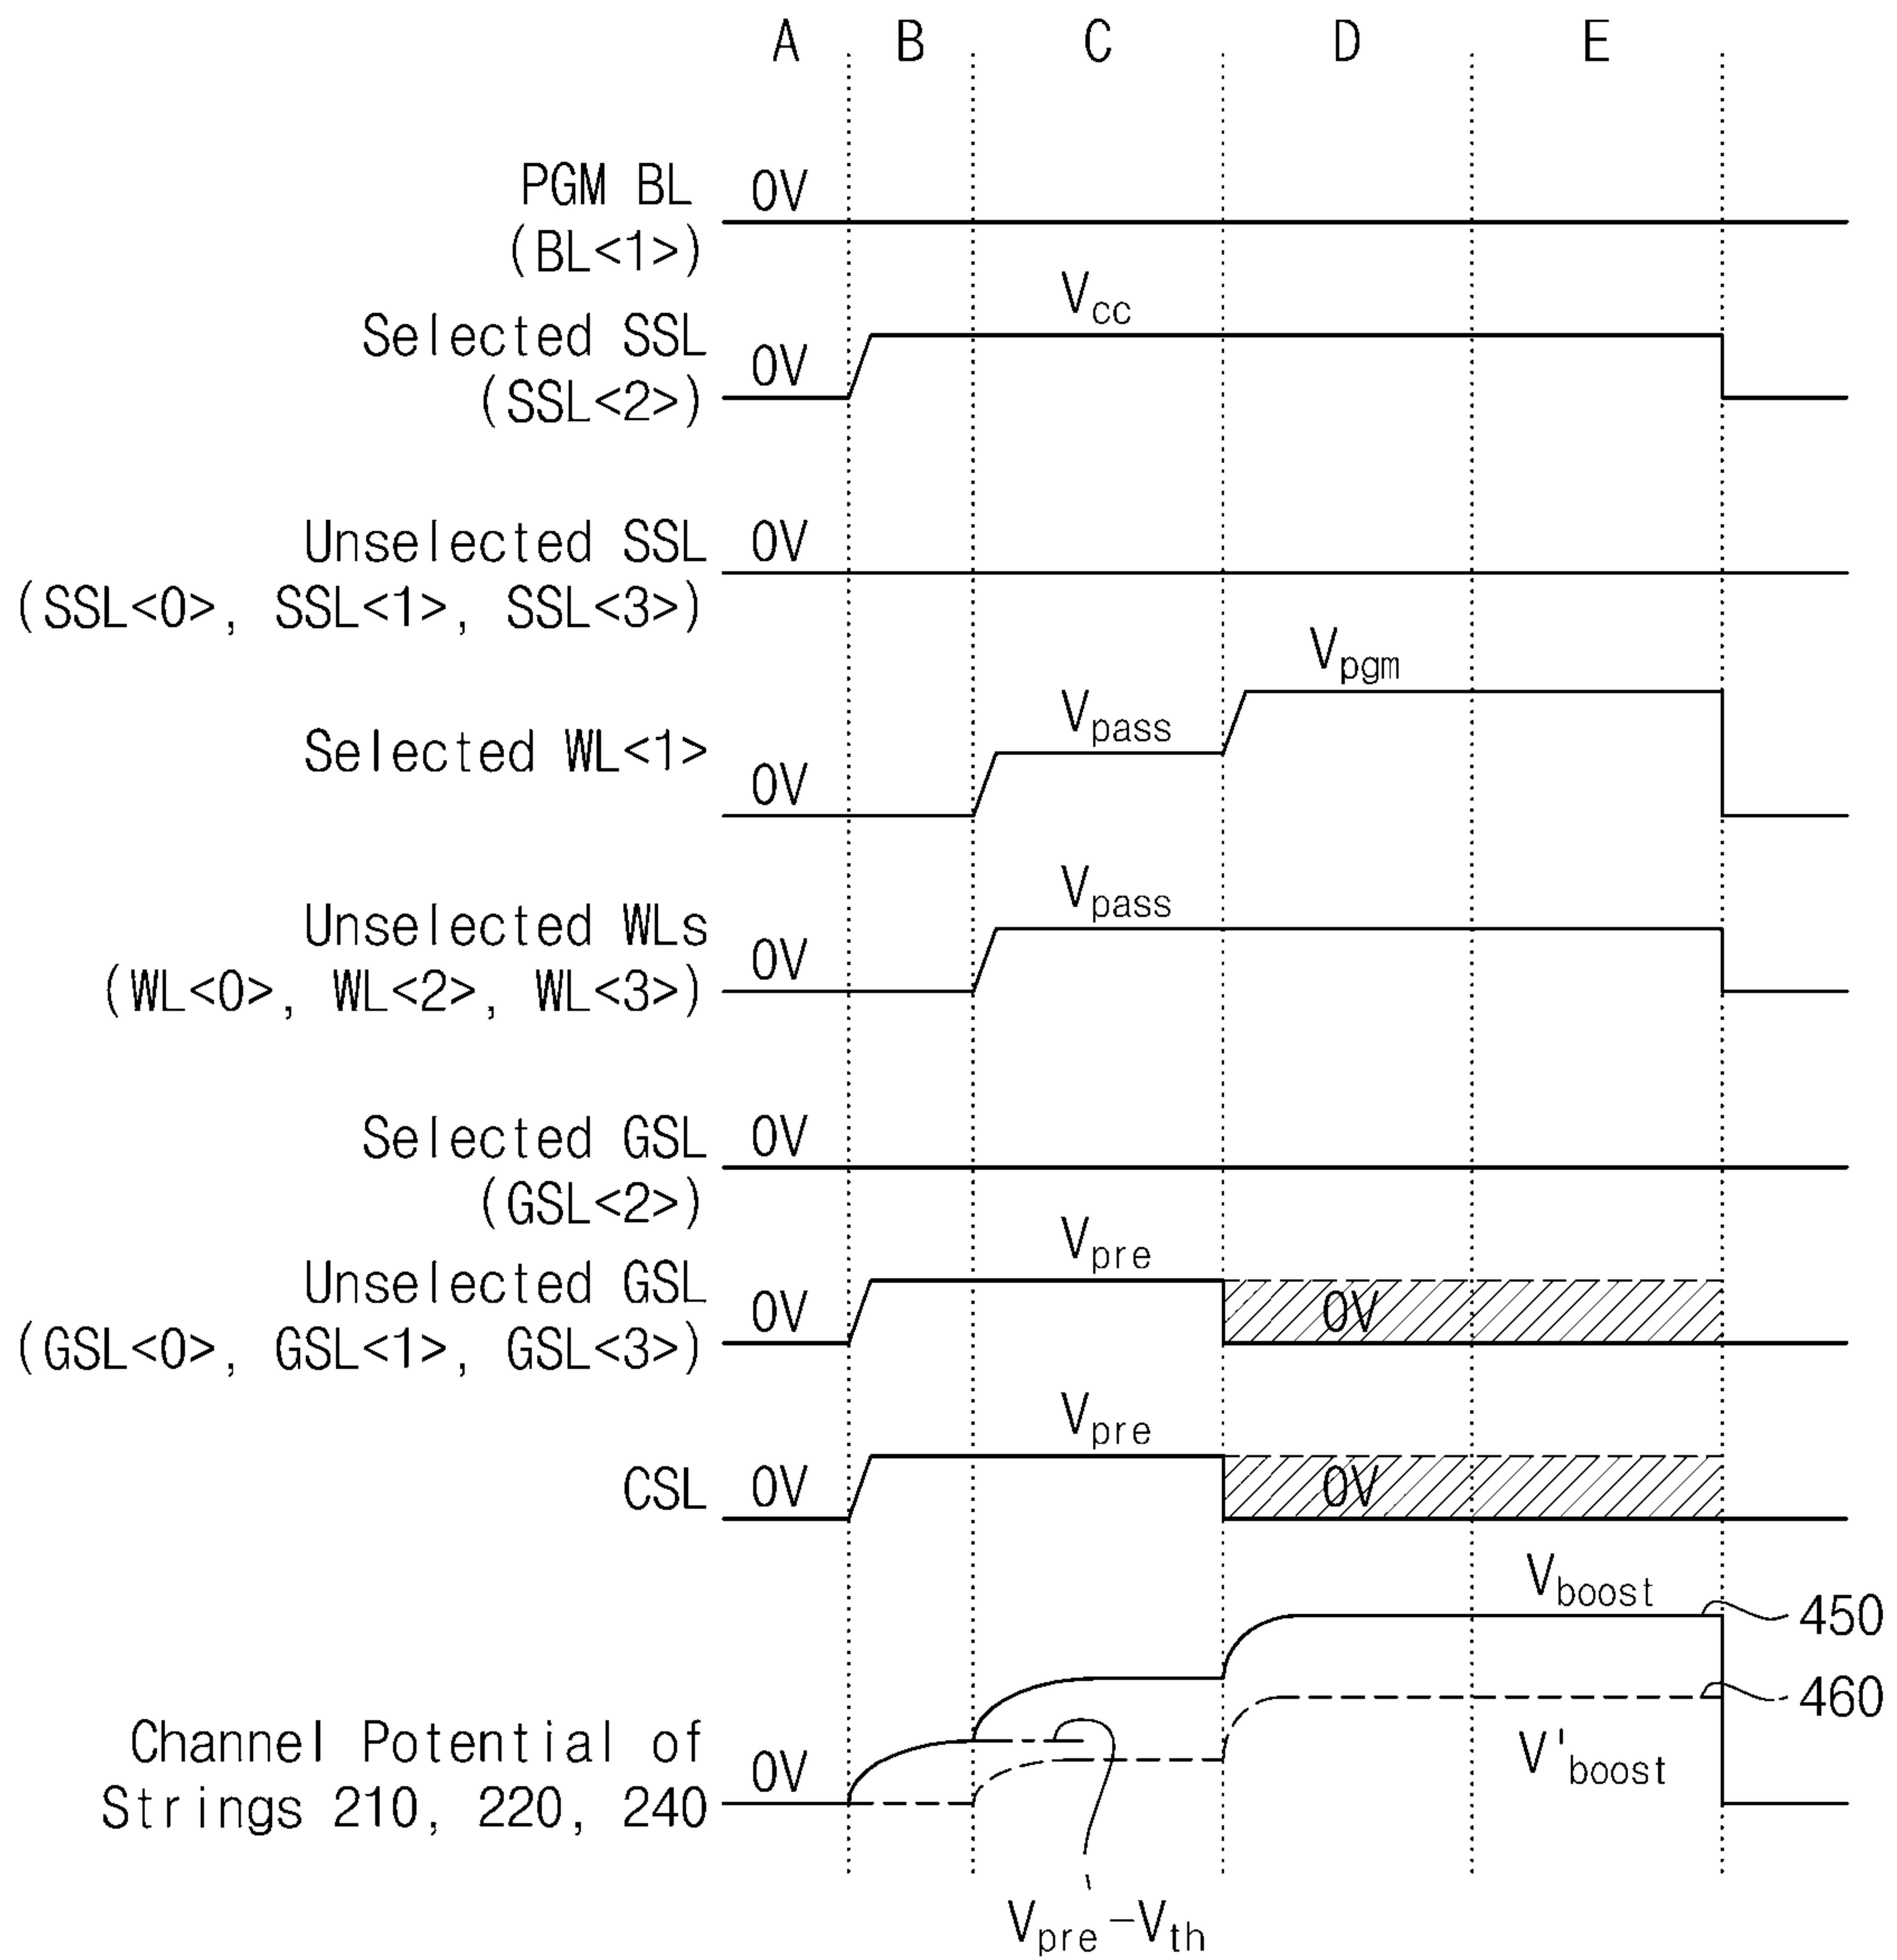 A B C D E
PGM BL 0V
(BL<1>)
Vcc
Selected SSL 0V
(SSL<2>)
Unselected SSL 0V
(SSL<0>, SSL<1>, SSL<3>)
Vpgm
Vpass
Selected WL<1> 0V
Vpass
Unselected WLs 0V
(WL<0>, WL<2>, WL<3>)
Selected GSL 0V
(GSL<2>)
Vpre
Unselected GSL 0V 0V
(GSL<0>, GSL<1>, GSL<3>)
Vpre
CSL 0V 0V
Vboost 450
460
Channel Potential of 0V V'boost
Strings 210, 220, 240
Vpre-Vth